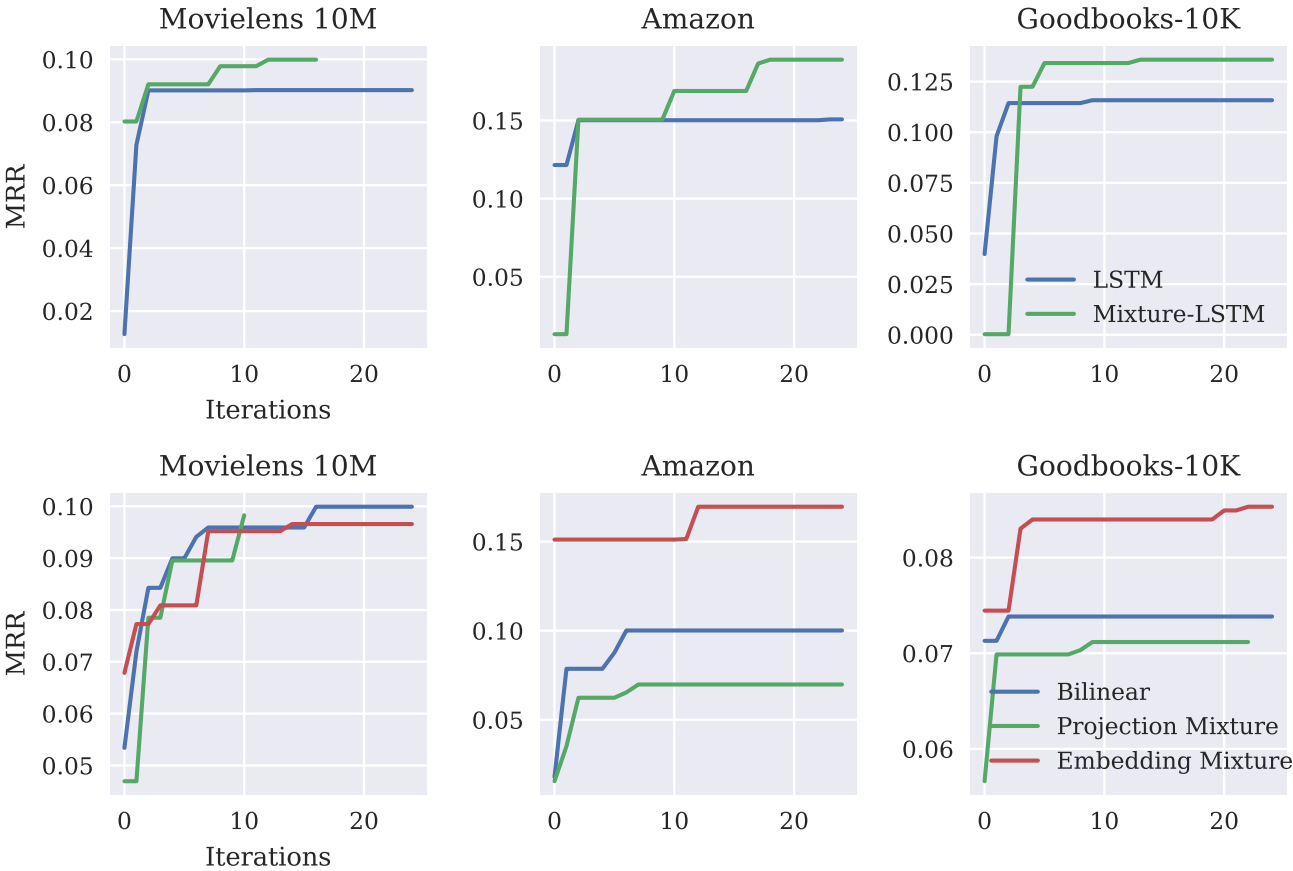 Movielens 10M
Amazon
Goodbooks-10K
MRR
0.10
0.08
0.06
0.04
0.02
0
10
20
Iterations
0.15
0.10
0.05
0
10
20
0.125
0.100
0.075
0.050
0.025
0.000
LSTM
Mixture-LSTM
0
10
20
Movielens 10M
Amazon
Goodbooks-10K
MRR
0.10
0.09
0.08
0.07
0.06
0.05
0
10
20
Iterations
0.15
0.10
0.05
0
10
20
0.08
0.07
0.06
Bilinear
Projection Mixture
Embedding Mixture
0
10
20